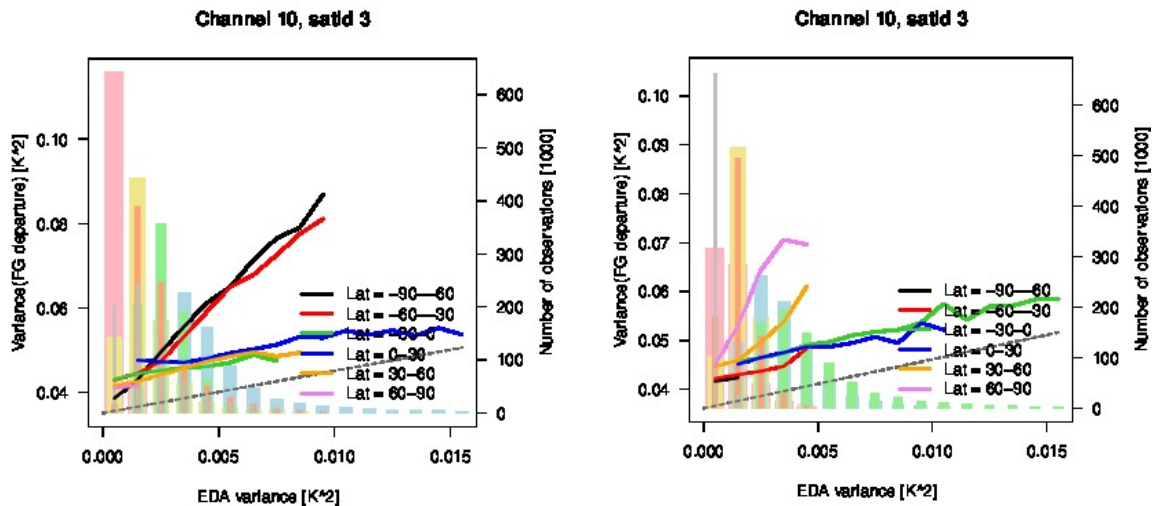 Channel 10, satId 3
Variance(FG departure) [K^2]
0.10
0.08
0.06
0.04
600
500
400
300
200
100
0
Number of observations [1000]
Lat = -90--60
Lat = -60--30
Lat = -30-0
Lat = 0-30
Lat = 30-60
Lat = 60-90
0.000 0.005 0.010 0.015
EDA variance [K^2]
Channel 10, satId 3
Variance(FG departure) [K^2]
0.10
0.09
0.08
0.07
0.06
0.05
0.04
600
500
400
300
200
100
0
Number of observations [1000]
Lat = -90--60
Lat = -60--30
Lat = -30-0
Lat = 0-30
Lat = 30-60
Lat = 60-90
0.000 0.005 0.010 0.015
EDA variance [K^2]